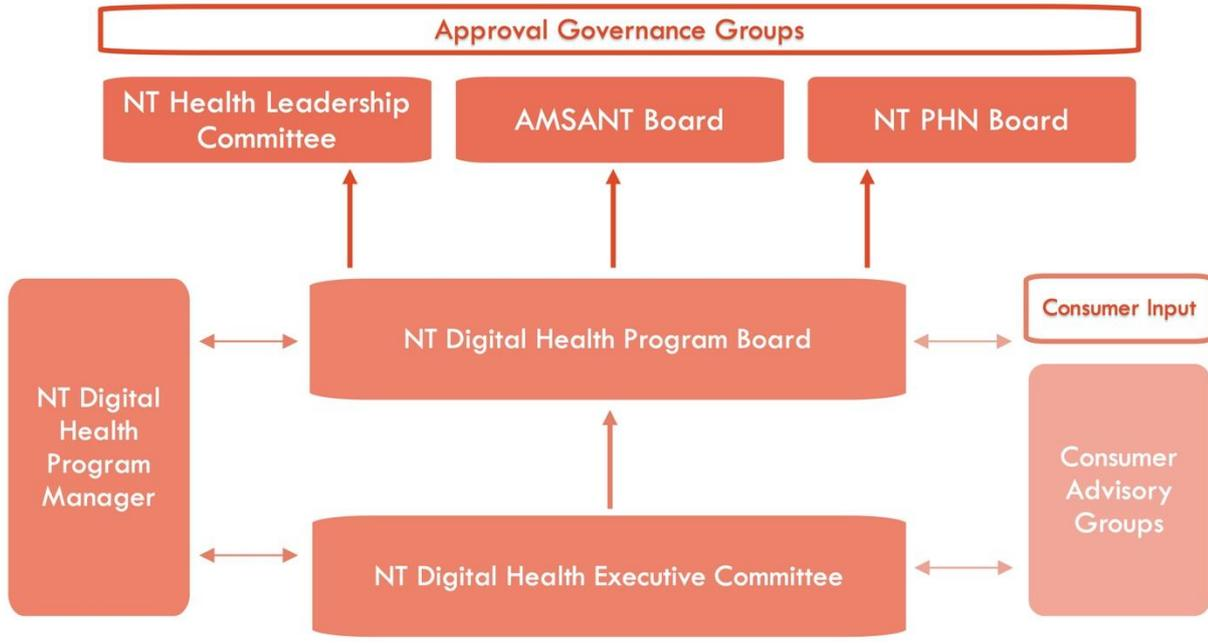 Approval Governance Groups
NT Health Leadership
Committee
AMSANT Board
NT PHN Board
NT Digital Health Program Board
Consumer Input
NT Digital
Health
Program
Manager
Consumer
Advisory
Groups
NT Digital Health Executive Committee